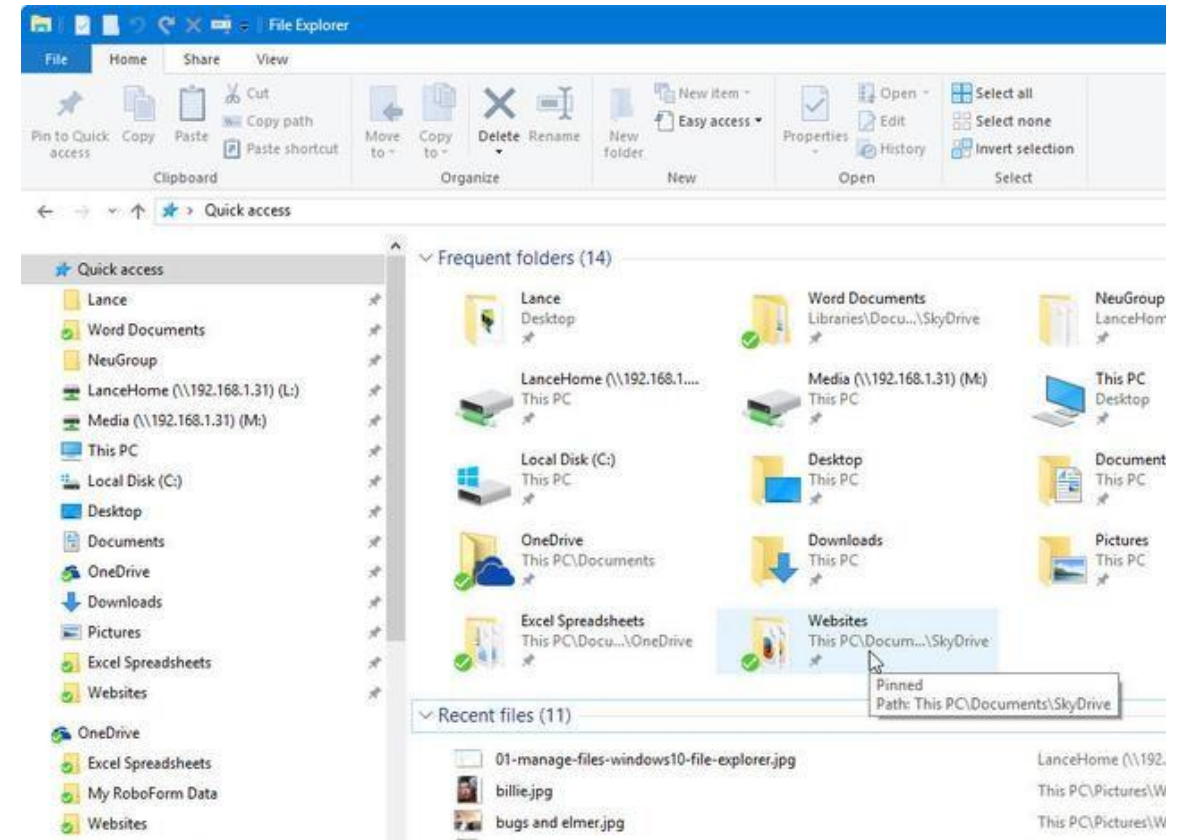 File Explorer
File Home Share View
Pin to Quick access
Copy
Paste
Cut
Copy path
Paste shortcut
Clipboard
Move to
Copy to
Delete
Rename
Organize
New folder
New item
Easy access
New
Properties
Open
Edit
History
Open
Select all
Select none
Invert selection
Select
Quick access
Quick access
Lance
Word Documents
NeuGroup
LanceHome (\\192.168.1.31) (L:)
Media (\\192.168.1.31) (M:)
This PC
Local Disk (C:)
Desktop
Documents
OneDrive
Downloads
Pictures
Excel Spreadsheets
Websites
OneDrive
Excel Spreadsheets
My RoboForm Data
Websites
Frequent folders (14)
Lance
Desktop
Word Documents
Libraries\Docu...\SkyDrive
NeuGroup
LanceHom
LanceHome (\\192.168.1....
This PC
Media (\\192.168.1.31) (M:)
This PC
This PC
Desktop
Local Disk (C:)
This PC
Desktop
This PC
Document
This PC
OneDrive
This PC\Documents
Downloads
This PC
Pictures
This PC
Excel Spreadsheets
This PC\Docu...\OneDrive
Websites
This PC\Docum...\SkyDrive
Pinned
Path: This PC\Documents\SkyDrive
Recent files (11)
01-manage-files-windows10-file-explorer.jpg LanceHome (\\192.
billie.jpg This PC\Pictures\W
bugs and elmer.jpg This PC\Pictures\W